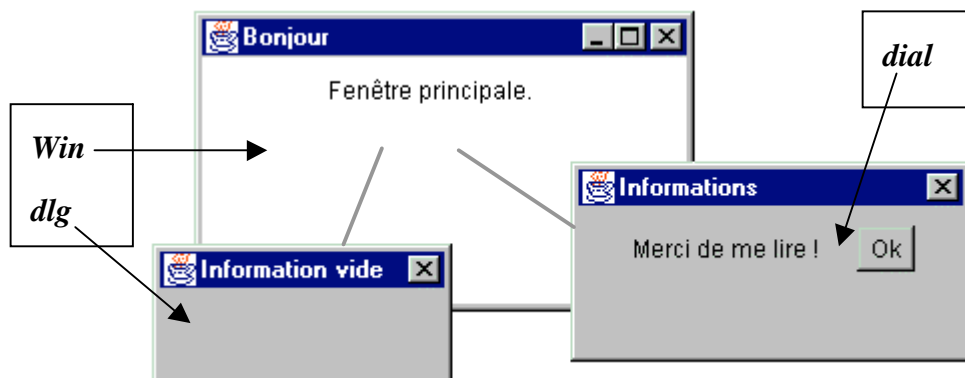 Bonjour
Fenêtre principale.
dial
Win
dlg
Informations
Merci de me lire !
Ok
Information vide